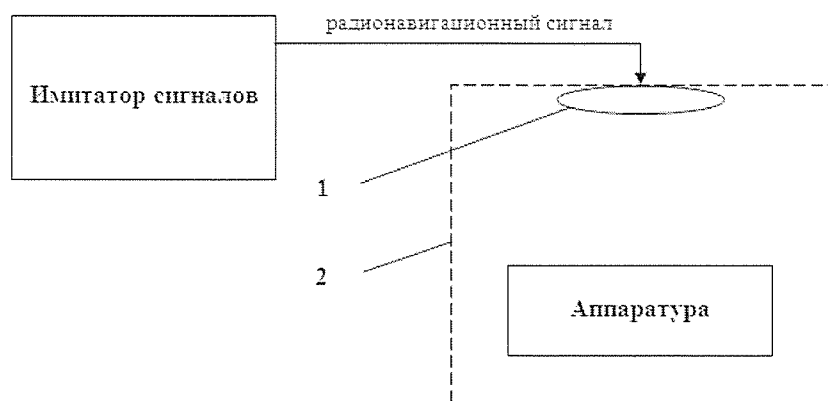 радионавигационный сигнал
Имитатор сигналов
1
2
Аппаратура